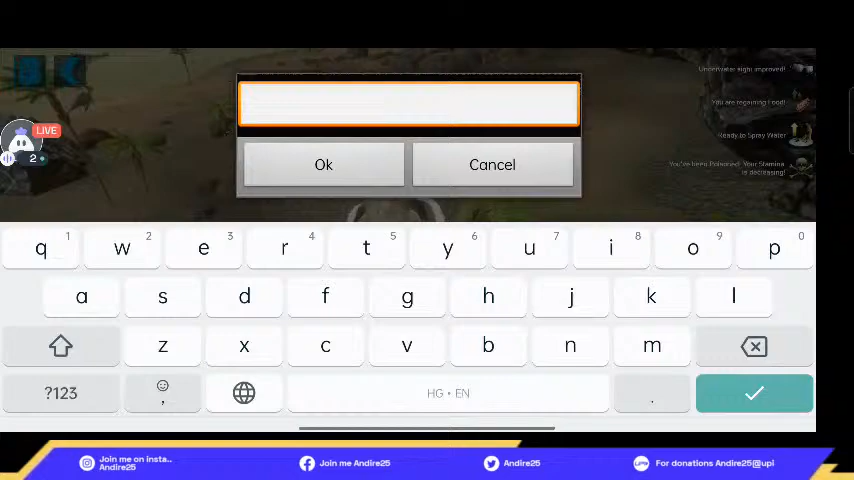 Underwater sight improved!
You are regaining Food!
LIVE
Ready to Spray Water
2
You've been Poisoned. Your Stamina
is decreasing!
Ok Cancel
q 1 w 2 e 3 r 4 t 5 y 6 u 7 i 8 o 9 p 0
a s d f g h j k l
z x c v b n m
?123 , HG • EN .
Join me on insta..
Andire25
Join me Andire25
Andire25
UPI
For donations Andire25@upi